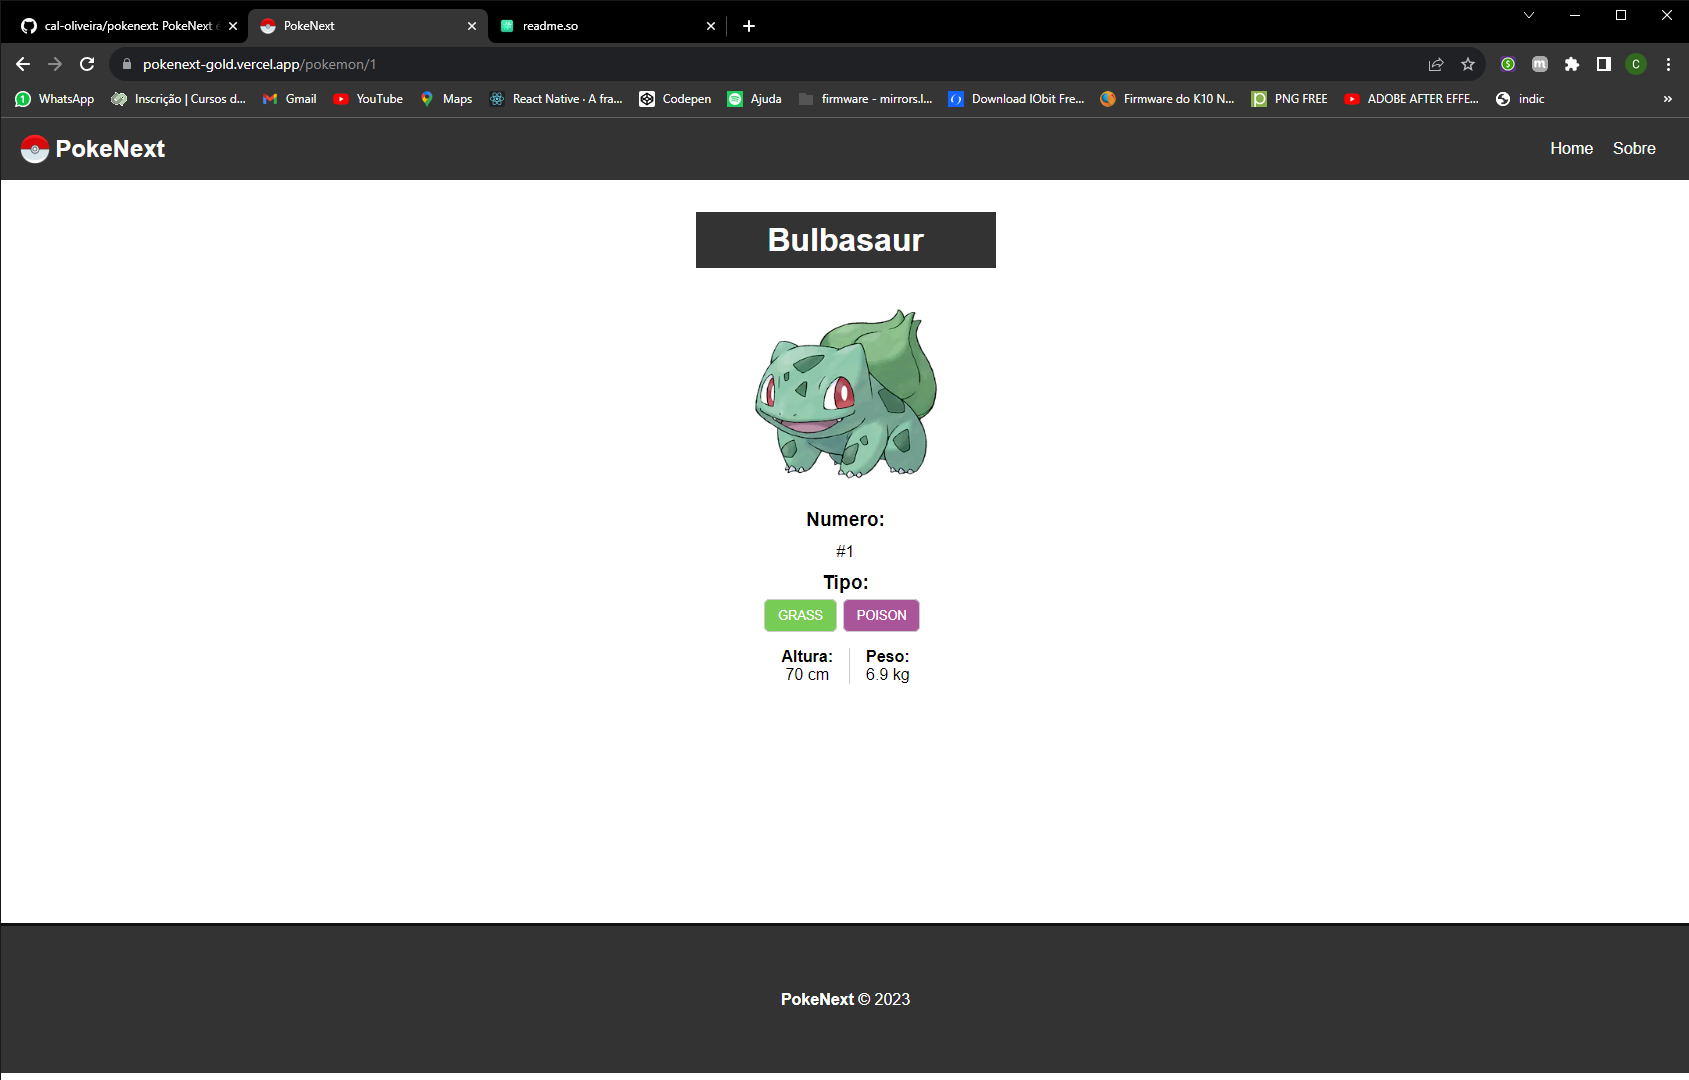 cal-oliveira/pokenext: PokeNext é
PokeNext
readme.so
pokenext-gold.vercel.app/pokemon/1
C
WhatsApp
Inscrição | Cursos d...
Gmail
YouTube
Maps
React Native · A fra...
Codepen
Ajuda
firmware - mirrors.l...
Download IObit Fre...
Firmware do K10 N...
PNG FREE
ADOBE AFTER EFFE...
indic
»
PokeNext
Home
Sobre
Bulbasaur
Numero:
#1
Tipo:
GRASS
POISON
Altura:
70 cm
Peso:
6.9 kg
PokeNext © 2023